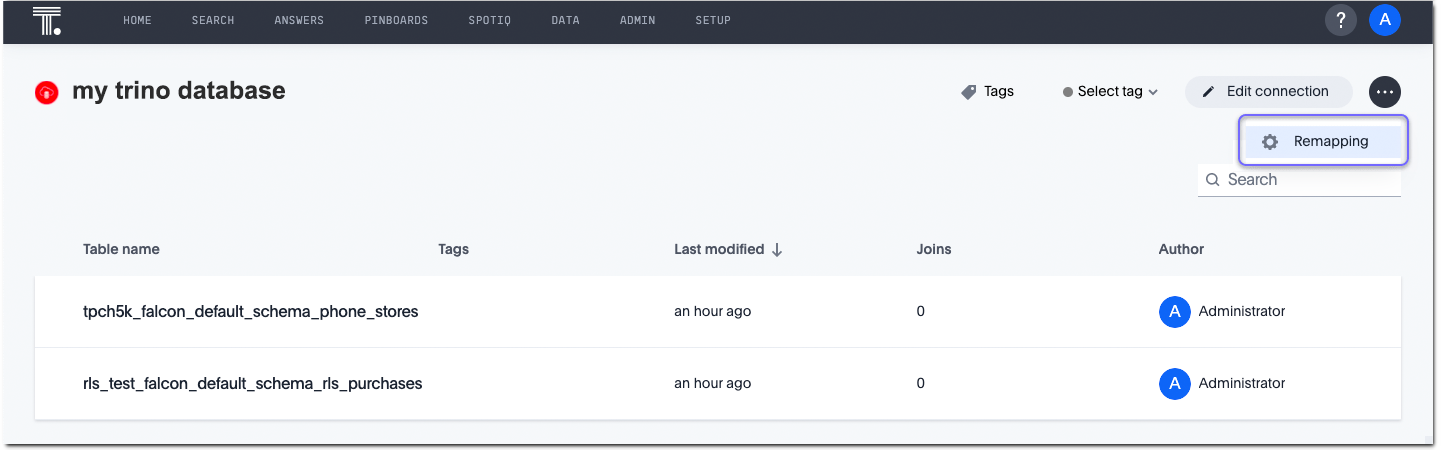 T. HOME SEARCH ANSWERS PINBOARDS SPOTIQ DATA ADMIN SETUP ? A
my trino database Tags Select tag Edit connection ...
Remapping
Search
Table name Tags Last modified ↓ Joins Author
tpch5k_falcon_default_schema_phone_stores an hour ago 0 A Administrator
rls_test_falcon_default_schema_rls_purchases an hour ago 0 A Administrator